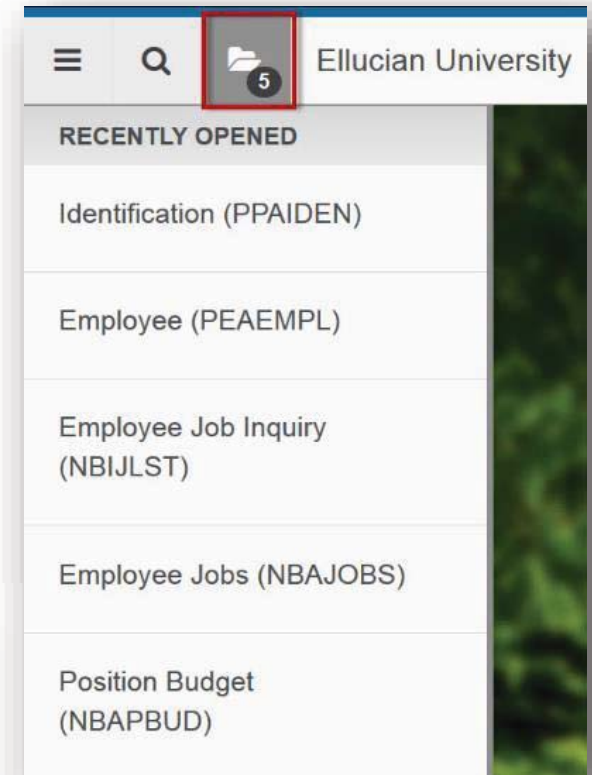 5
Ellucian University
RECENTLY OPENED
Identification (PPAIDEN)
Employee (PEAEMPL)
Employee Job Inquiry
(NBIJLST)
Employee Jobs (NBAJOBS)
Position Budget
(NBAPBUD)